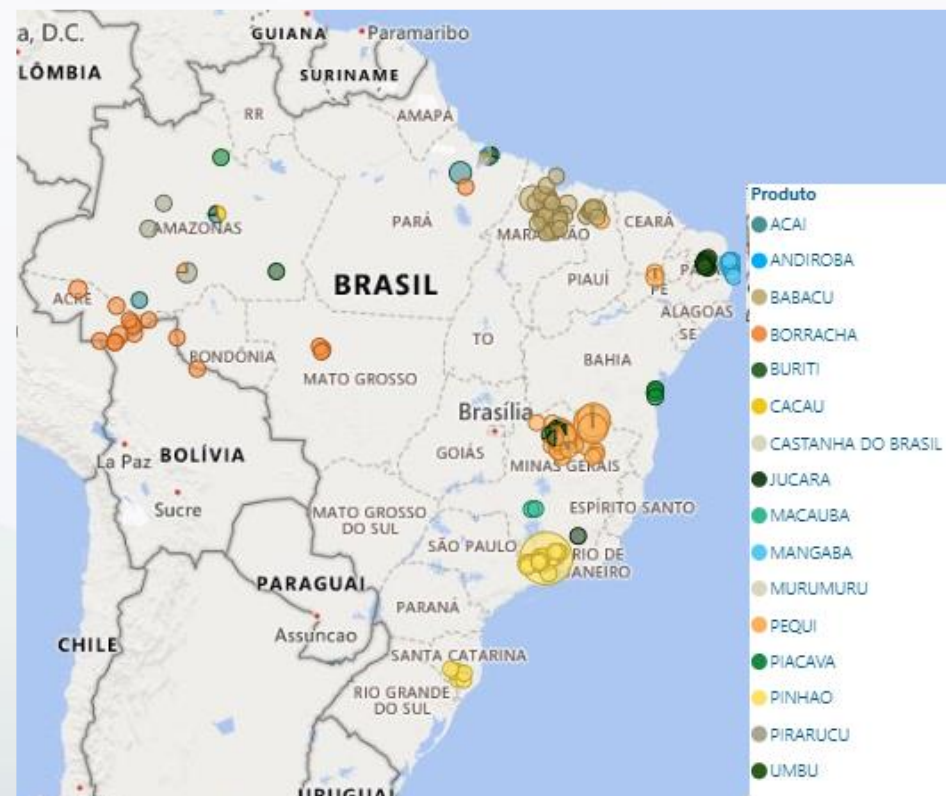 a, D.C.
GUIANA
Paramaribo
LÔMBIA
SURINAME
RR
AMAPÁ
AMAZONAS
PARÁ
MARANHÃO
CEARÁ
BRASIL
PIAUÍ
PE
ALAGOAS
SE
ACRE
TO
BAHIA
RONDÔNIA
MATO GROSSO
Brasília
La Paz
BOLÍVIA
GOIÁS
MINAS GERAIS
Sucre
MATO GROSSO
DO SUL
ESPÍRITO SANTO
SÃO PAULO
RIO DE
JANEIRO
PARAGUAI
PARANÁ
CHILE
Assuncao
SANTA CATARINA
RIO GRANDE
DO SUL
URUGUAI
Produto
ACAI
ANDIROBA
BABACU
BORRACHA
BURITI
CACAU
CASTANHA DO BRASIL
JUCARA
MACAUBA
MANGABA
MURUMURU
PEQUI
PIACAVA
PINHAO
PIRARUCU
UMBU